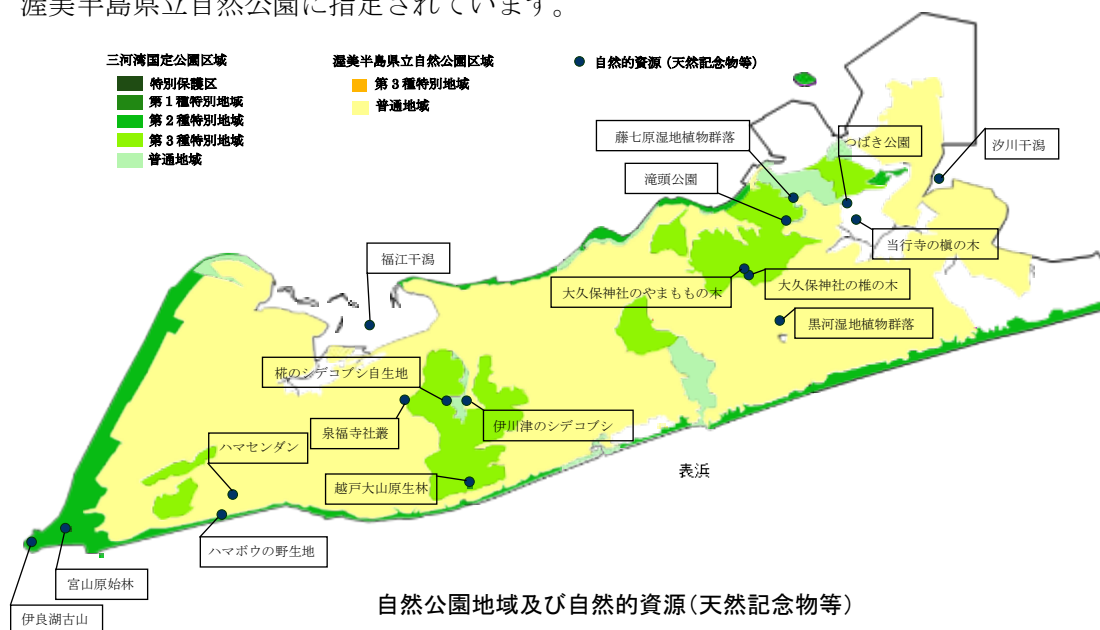 渥美半島県立自然公園に指定されています。
三河湾国定公園区域
特別保護区
第1種特別地域
第2種特別地域
第3種特別地域
普通地域
渥美半島県立自然公園区域
第3種特別地域
普通地域
自然的資源(天然記念物等)
藤七原湿地植物群落
つばき公園
汐川干潟
滝頭公園
当行寺の槇の木
福江干潟
大久保神社のやまももの木
大久保神社の椎の木
黒河湿地植物群落
椛のシデコブシ自生地
伊川津のシデコブシ
泉福寺社叢
ハマセンダン
越戸大山原生林
表浜
ハマボウの野生地
宮山原始林
伊良湖古山
自然公園地域及び自然的資源(天然記念物等)